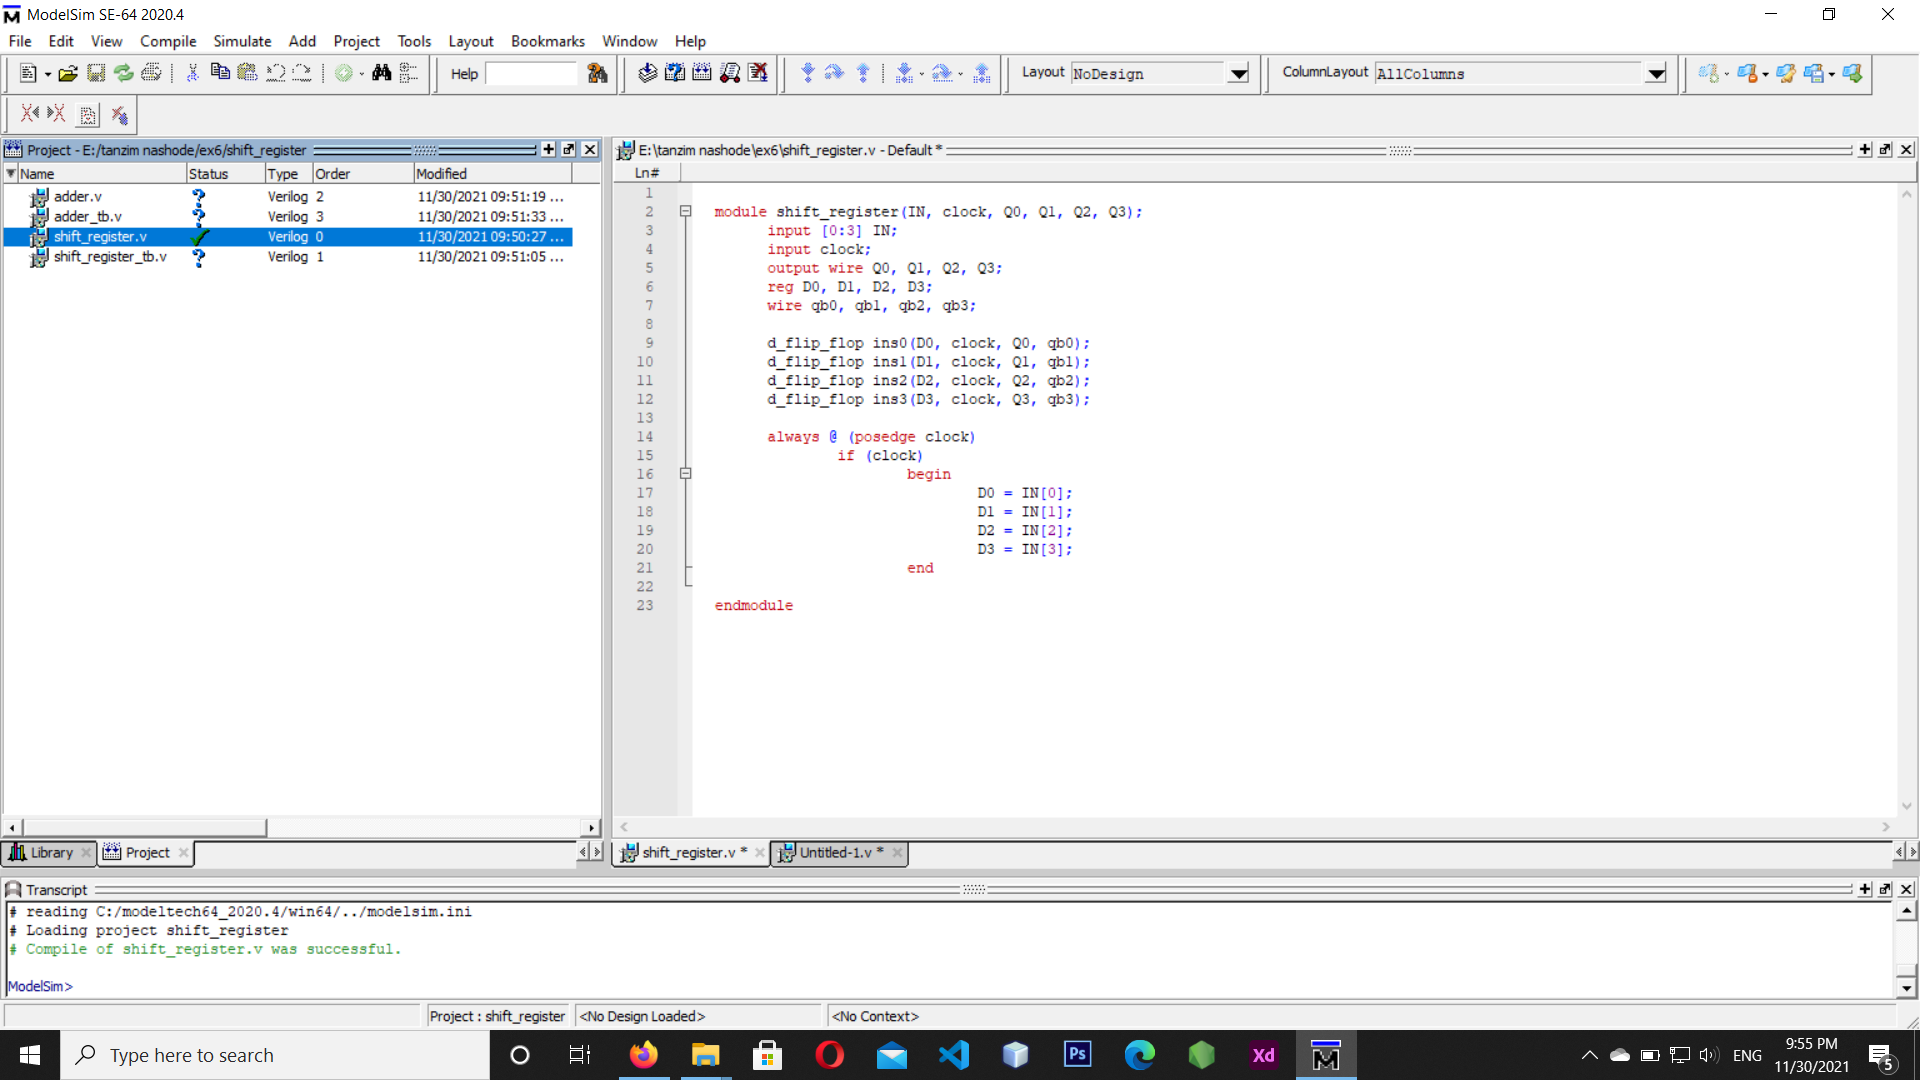 ModelSim SE-64 2020.4
File Edit View Compile Simulate Add Project Tools Layout Bookmarks Window Help
Help
Layout NoDesign
ColumnLayout AllColumns
Project - E:/tanzim nashode/ex6/shift_register
Name Status Type Order Modified
adder.v ? Verilog 2 11/30/2021 09:51:19 ...
adder_tb.v ? Verilog 3 11/30/2021 09:51:33 ...
shift_register.v Verilog 0 11/30/2021 09:50:27 ...
shift_register_tb.v ? Verilog 1 11/30/2021 09:51:05 ...
Library Project
E:\tanzim nashode\ex6\shift_register.v - Default *
Ln#
1
2 module shift_register(IN, clock, Q0, Q1, Q2, Q3);
3 input [0:3] IN;
4 input clock;
5 output wire Q0, Q1, Q2, Q3;
6 reg D0, D1, D2, D3;
7 wire qb0, qb1, qb2, qb3;
8
9 d_flip_flop ins0(D0, clock, Q0, qb0);
10 d_flip_flop ins1(D1, clock, Q1, qb1);
11 d_flip_flop ins2(D2, clock, Q2, qb2);
12 d_flip_flop ins3(D3, clock, Q3, qb3);
13
14 always @ (posedge clock)
15 if (clock)
16 begin
17 D0 = IN[0];
18 D1 = IN[1];
19 D2 = IN[2];
20 D3 = IN[3];
21 end
22
23 endmodule
shift_register.v * Untitled-1.v *
Transcript
# reading C:/modeltech64_2020.4/win64/../modelsim.ini
# Loading project shift_register
# Compile of shift_register.v was successful.
ModelSim>
Project : shift_register <No Design Loaded> <No Context>
Type here to search
Ps
Xd
ENG
9:55 PM
11/30/2021
5